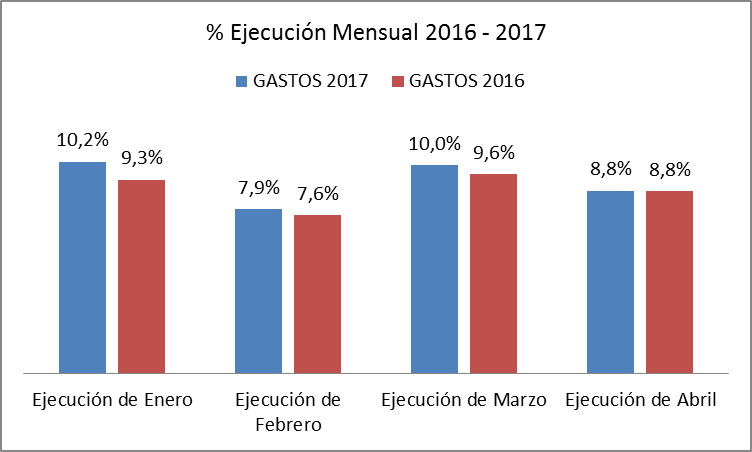 % Ejecución Mensual 2016 - 2017
GASTOS 2017 GASTOS 2016
10,2%
9,3%
7,9% 7,6%
10,0%
9,6%
8,8% 8,8%
Ejecución de Enero
Ejecución de
Febrero
Ejecución de Marzo
Ejecución de Abril